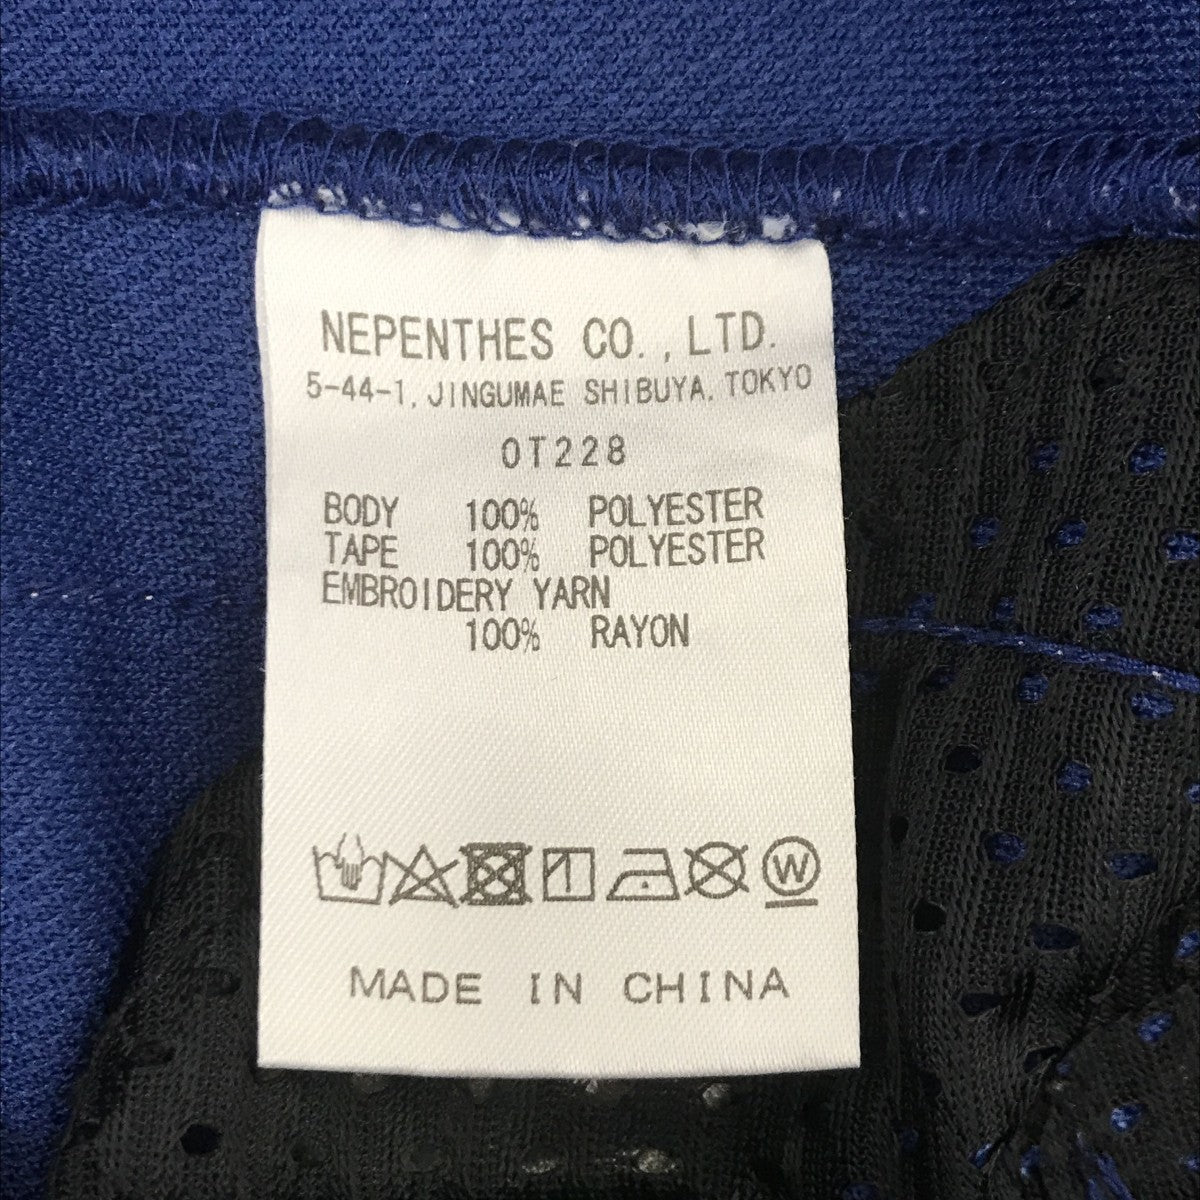 NEPENTHES CO.,LTD.
5-44-1, JINGUMAE SHIBUYA, TOKYO
OT228
BODY 100% POLYESTER
TAPE 100% POLYESTER
EMBROIDERY YARN
100% RAYON
W
MADE IN CHINA